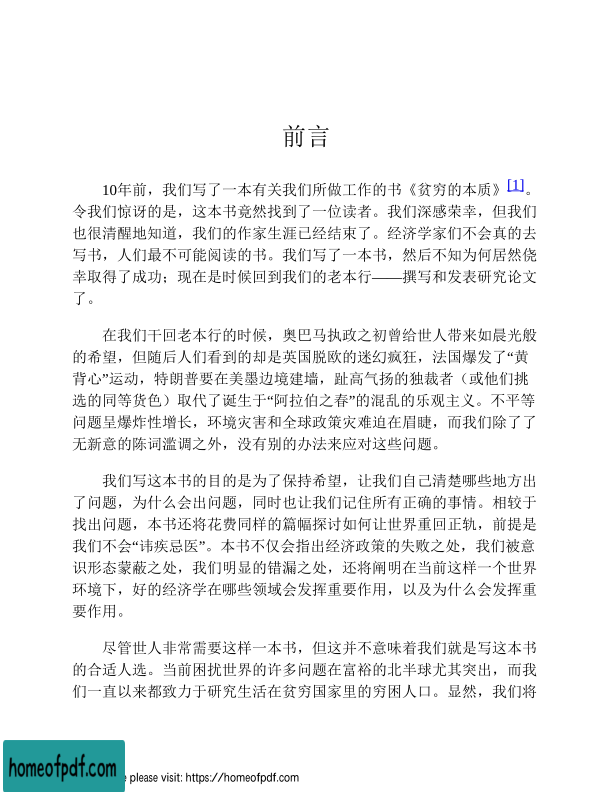 前言
10年前，我们写了一本有关我们所做工作的书《贫穷的本质》[1]。
令我们惊讶的是，这本书竟然找到了一位读者。我们深感荣幸，但我们
也很清醒地知道，我们的作家生涯已经结束了。经济学家们不会真的去
写书，人们最不可能阅读的书。我们写了一本书，然后不知为何居然侥
幸取得了成功；现在是时候回到我们的老本行——撰写和发表研究论文
了。
在我们干回老本行的时候，奥巴马执政之初曾给世人带来如晨光般
的希望，但随后人们看到的却是英国脱欧的迷幻疯狂，法国爆发了“黄
背心”运动，特朗普要在美墨边境建墙，趾高气扬的独裁者（或他们挑
选的同等货色）取代了诞生于“阿拉伯之春”的混乱的乐观主义。不平等
问题呈爆炸性增长，环境灾害和全球政策灾难迫在眉睫，而我们除了了
无新意的陈词滥调之外，没有别的办法来应对这些问题。
我们写这本书的目的是为了保持希望，让我们自己清楚哪些地方出
了问题，为什么会出问题，同时也让我们记住所有正确的事情。相较于
找出问题，本书还将花费同样的篇幅探讨如何让世界重回正轨，前提是
我们不会“讳疾忌医”。本书不仅会指出经济政策的失败之处，我们被意
识形态蒙蔽之处，我们明显的错漏之处，还将阐明在当前这样一个世界
环境下，好的经济学在哪些领域会发挥重要作用，以及为什么会发挥重
要作用。
尽管世人非常需要这样一本书，但这并不意味着我们就是写这本书
的合适人选。当前困扰世界的许多问题在富裕的北半球尤其突出，而我
们一直以来都致力于研究生活在贫穷国家里的穷困人口。显然，我们将
homeofpdf.com
e please visit: https://homeofpdf.com